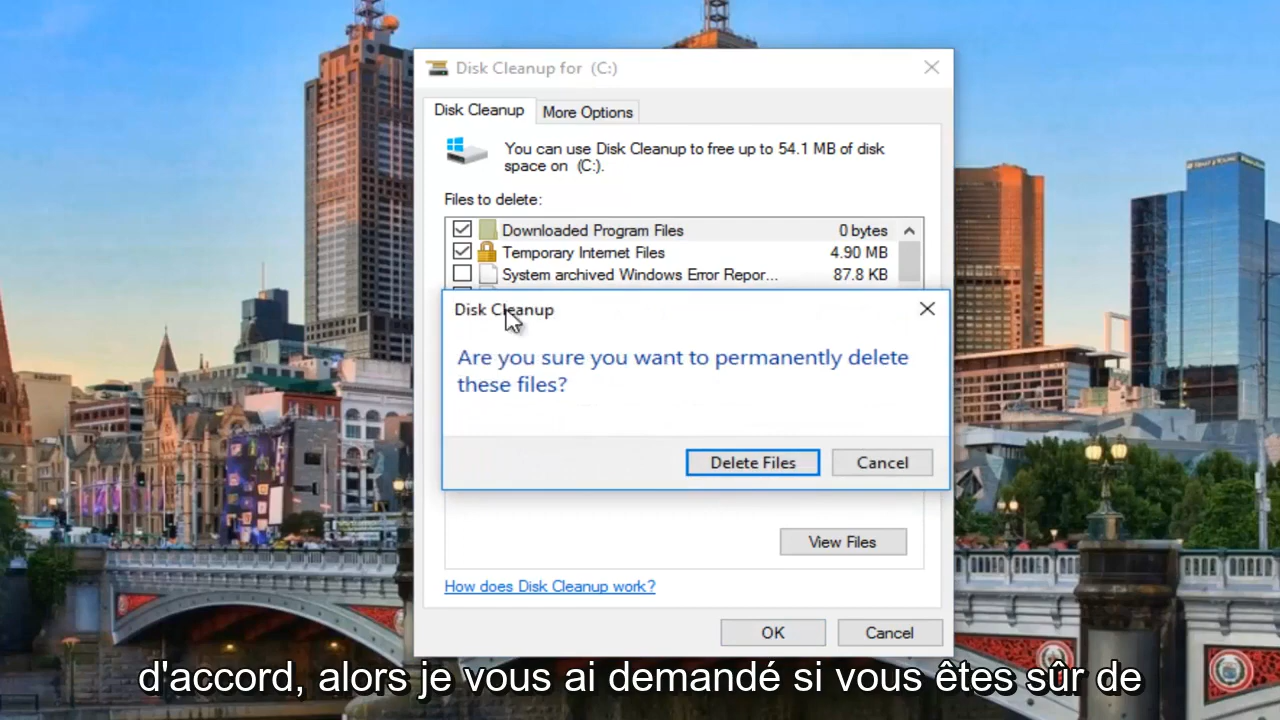 Disk Cleanup for (C:)
Disk Cleanup
More Options
You can use Disk Cleanup to free up to 54.1 MB of disk
space on (C:).
Files to delete:
Downloaded Program Files 0 bytes
Temporary Internet Files 4.90 MB
System archived Windows Error Repor... 87.8 KB
Disk Cleanup
Are you sure you want to permanently delete
these files?
Delete Files
Cancel
View Files
How does Disk Cleanup work?
OK
Cancel
d'accord, alors je vous ai demandé si vous êtes sûr de